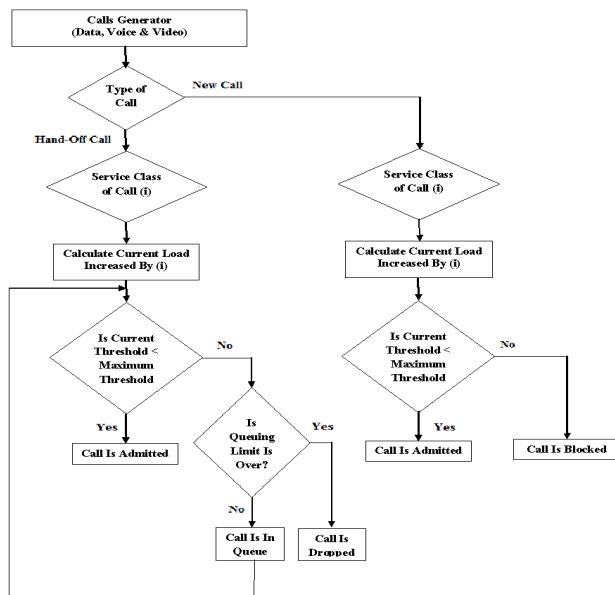 Calls Generator
(Data, Voice & Video)
Type of
Call
New Call
Hand-Off Call
Service Class
of Call (i)
Service Class
of Call (i)
Calculate Current Load
Increased By (i)
Calculate Current Load
Increased By (i)
Is Current
Threshold <
Maximum
Threshold
No
Is Current
Threshold <
Maximum
Threshold
No
Yes
Call Is Admitted
Is
Queuing
Limit Is
Over?
Yes
Yes
Call Is Admitted
Call Is Blocked
No
Call Is In
Queue
Call Is
Dropped